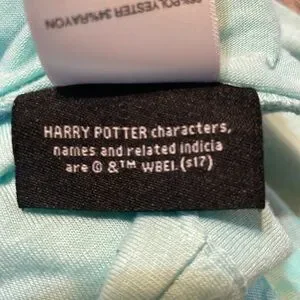 POLYESTER 34%RAYON
HARRY POTTER characters,
names and related indicia
are © &™ WBEI.(s17)